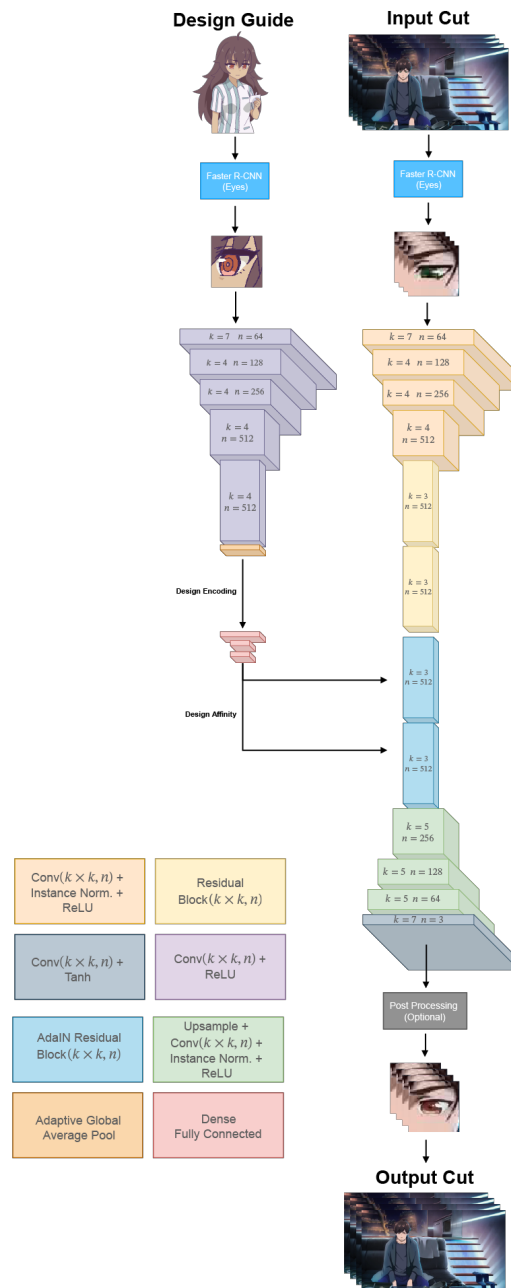 Design Guide
Input Cut
Faster R-CNN
(Eyes)
Faster R-CNN
(Eyes)
k = 7 n = 64
k = 4 n = 128
k = 4 n = 256
k = 4
n = 512
k = 4
n = 512
k = 7 n = 64
k = 4 n = 128
k = 4 n = 256
k = 4
n = 512
k = 3
n = 512
k = 3
n = 512
Design Encoding
Design Affinity
k = 3
n = 512
k = 3
n = 512
k = 5
n = 256
k = 5 n = 128
k = 5 n = 64
k = 7 n = 3
Conv(k × k, n) +
Instance Norm. +
ReLU
Residual
Block(k × k, n)
Conv(k × k, n) +
Tanh
Conv(k × k, n) +
ReLU
AdaIN Residual
Block(k × k, n)
Upsample +
Conv(k × k, n) +
Instance Norm. +
ReLU
Adaptive Global
Average Pool
Dense
Fully Connected
Post Processing
(Optional)
Output Cut